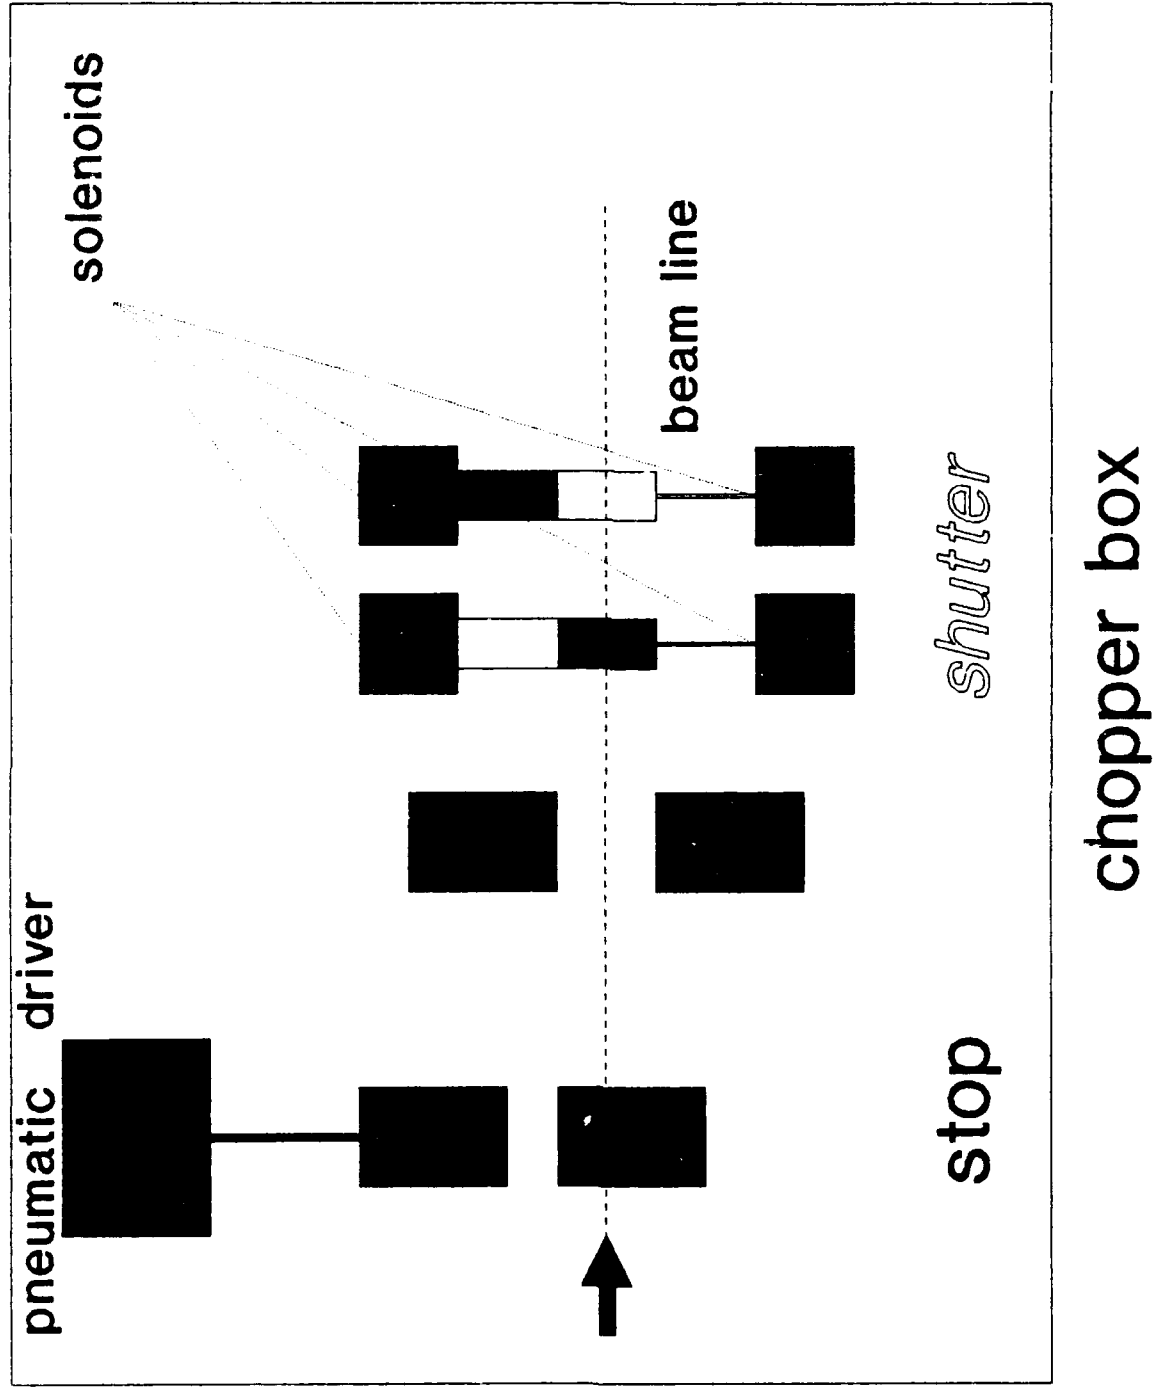 pneumatic driver
solenoids
beam line
stop
shutter
chopper box